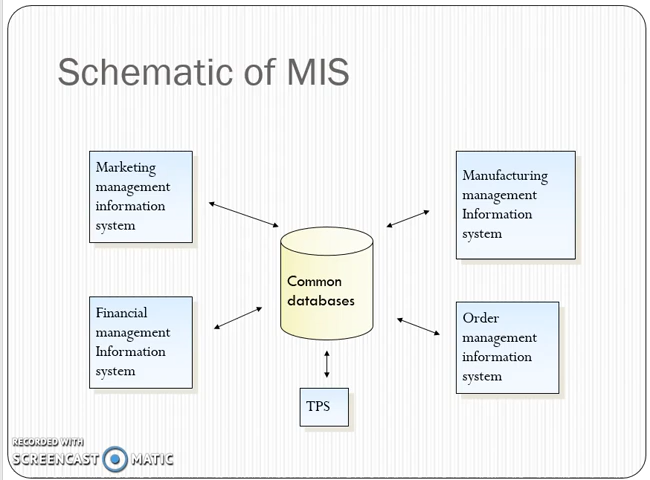 Schematic of MIS
Marketing
management
information
system
Manufacturing
management
Information
system
Common
databases
Financial
management
Information
system
Order
management
information
system
TPS
RECORDED WITH
SCREENCAST MATIC